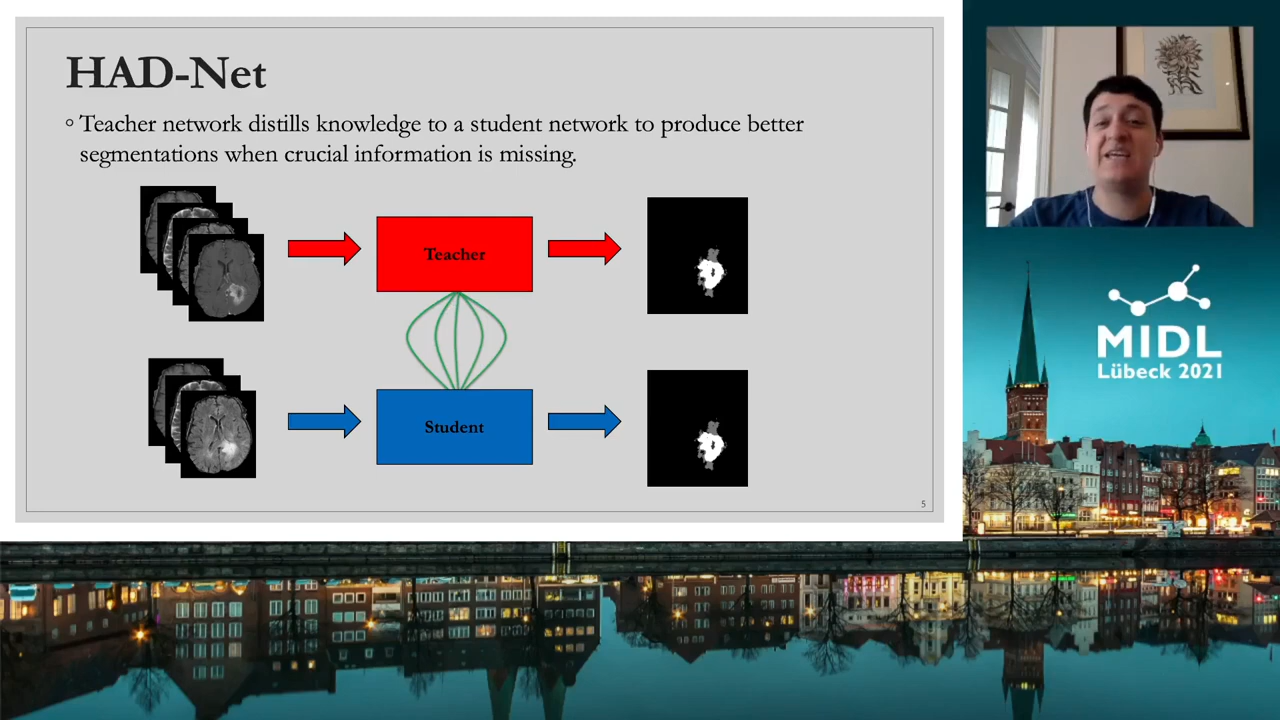 HAD-Net
Teacher network distills knowledge to a student network to produce better
segmentations when crucial information is missing.
Teacher
Student
5
MIDL
Lübeck 2021